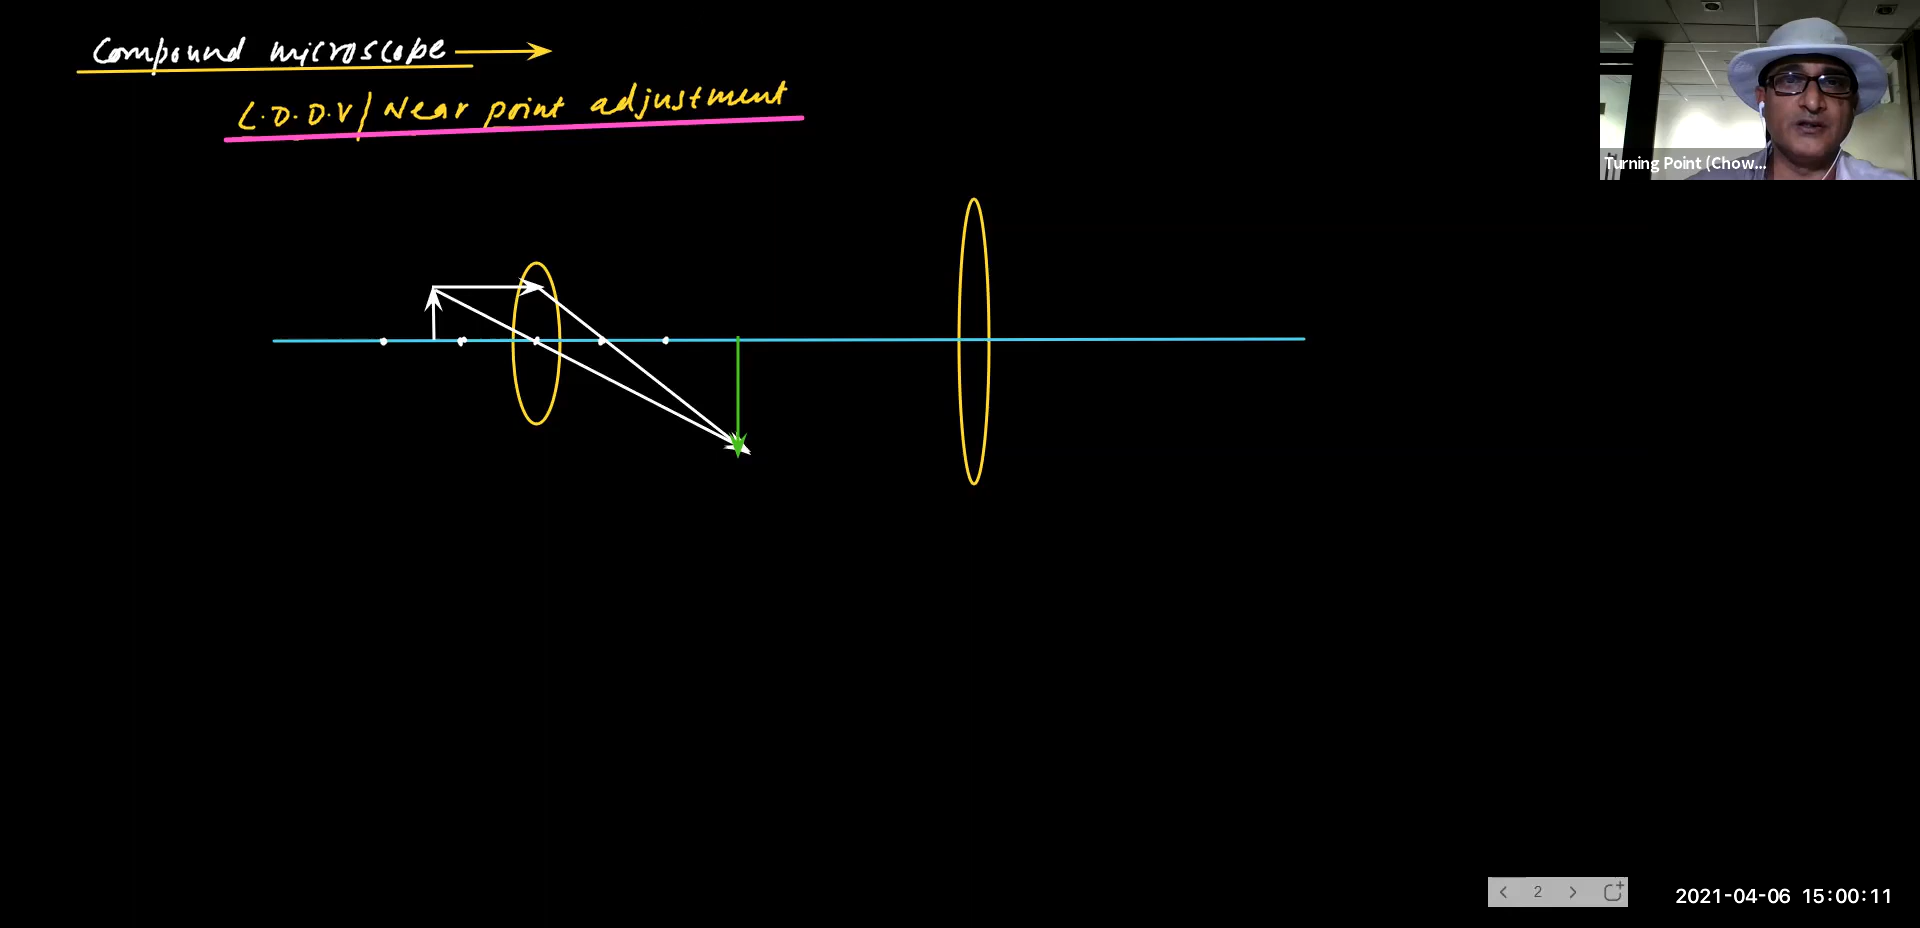 Compound microscope
L.D.D.V/Near point adjustment
Turning Point (Chow...
2
2021-04-06 15:00:11